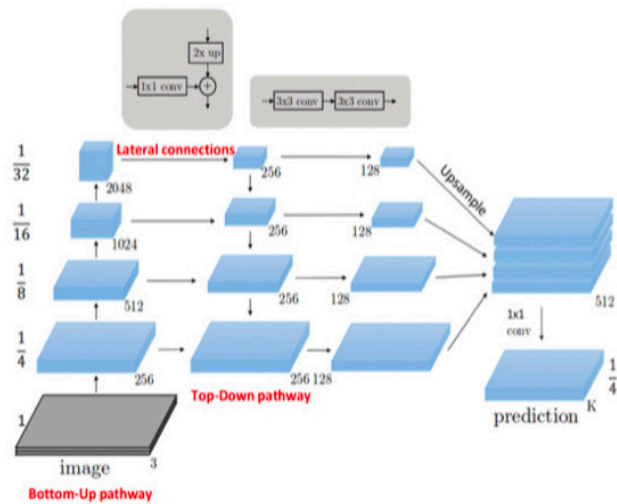 2x up
1x1 conv
+
3x3 conv 3x3 conv
Lateral connections
1/32 2048 256 128
Upsample
1/16 1024 256 128
1/8 512 256 128 512
1x1
conv
1/4 256 256 128
1/4
K
prediction
Top-Down pathway
1
image 3
Bottom-Up pathway